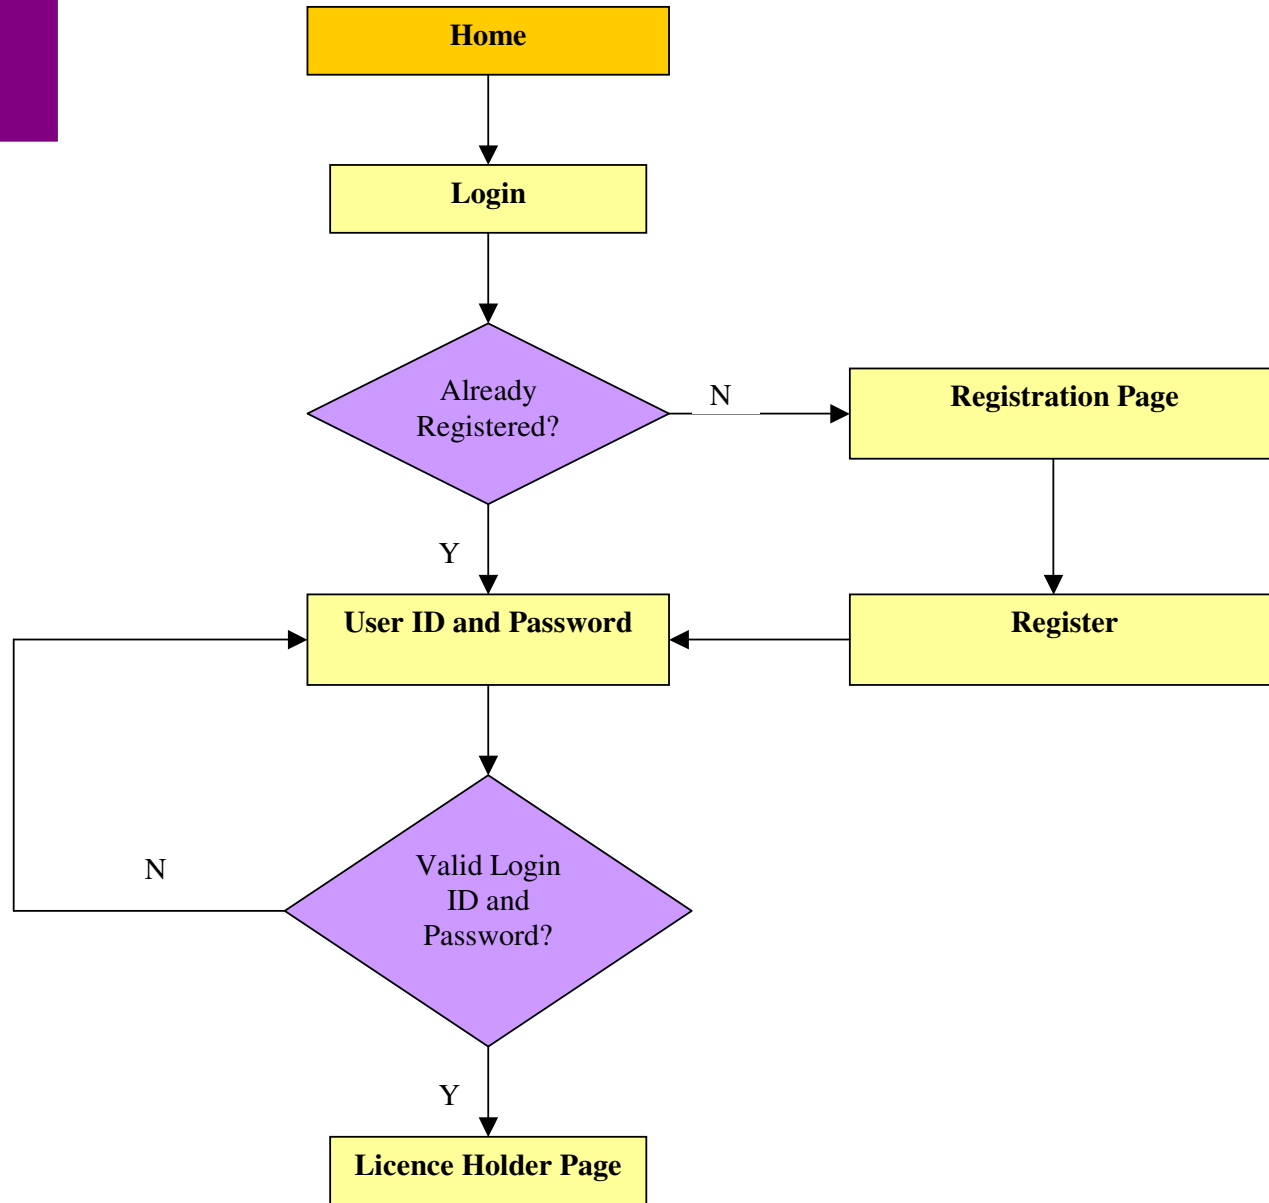 Home
Login
Already
Registered?
N
Registration Page
Y
User ID and Password
Register
Valid Login
ID and
Password?
N
Y
Licence Holder Page